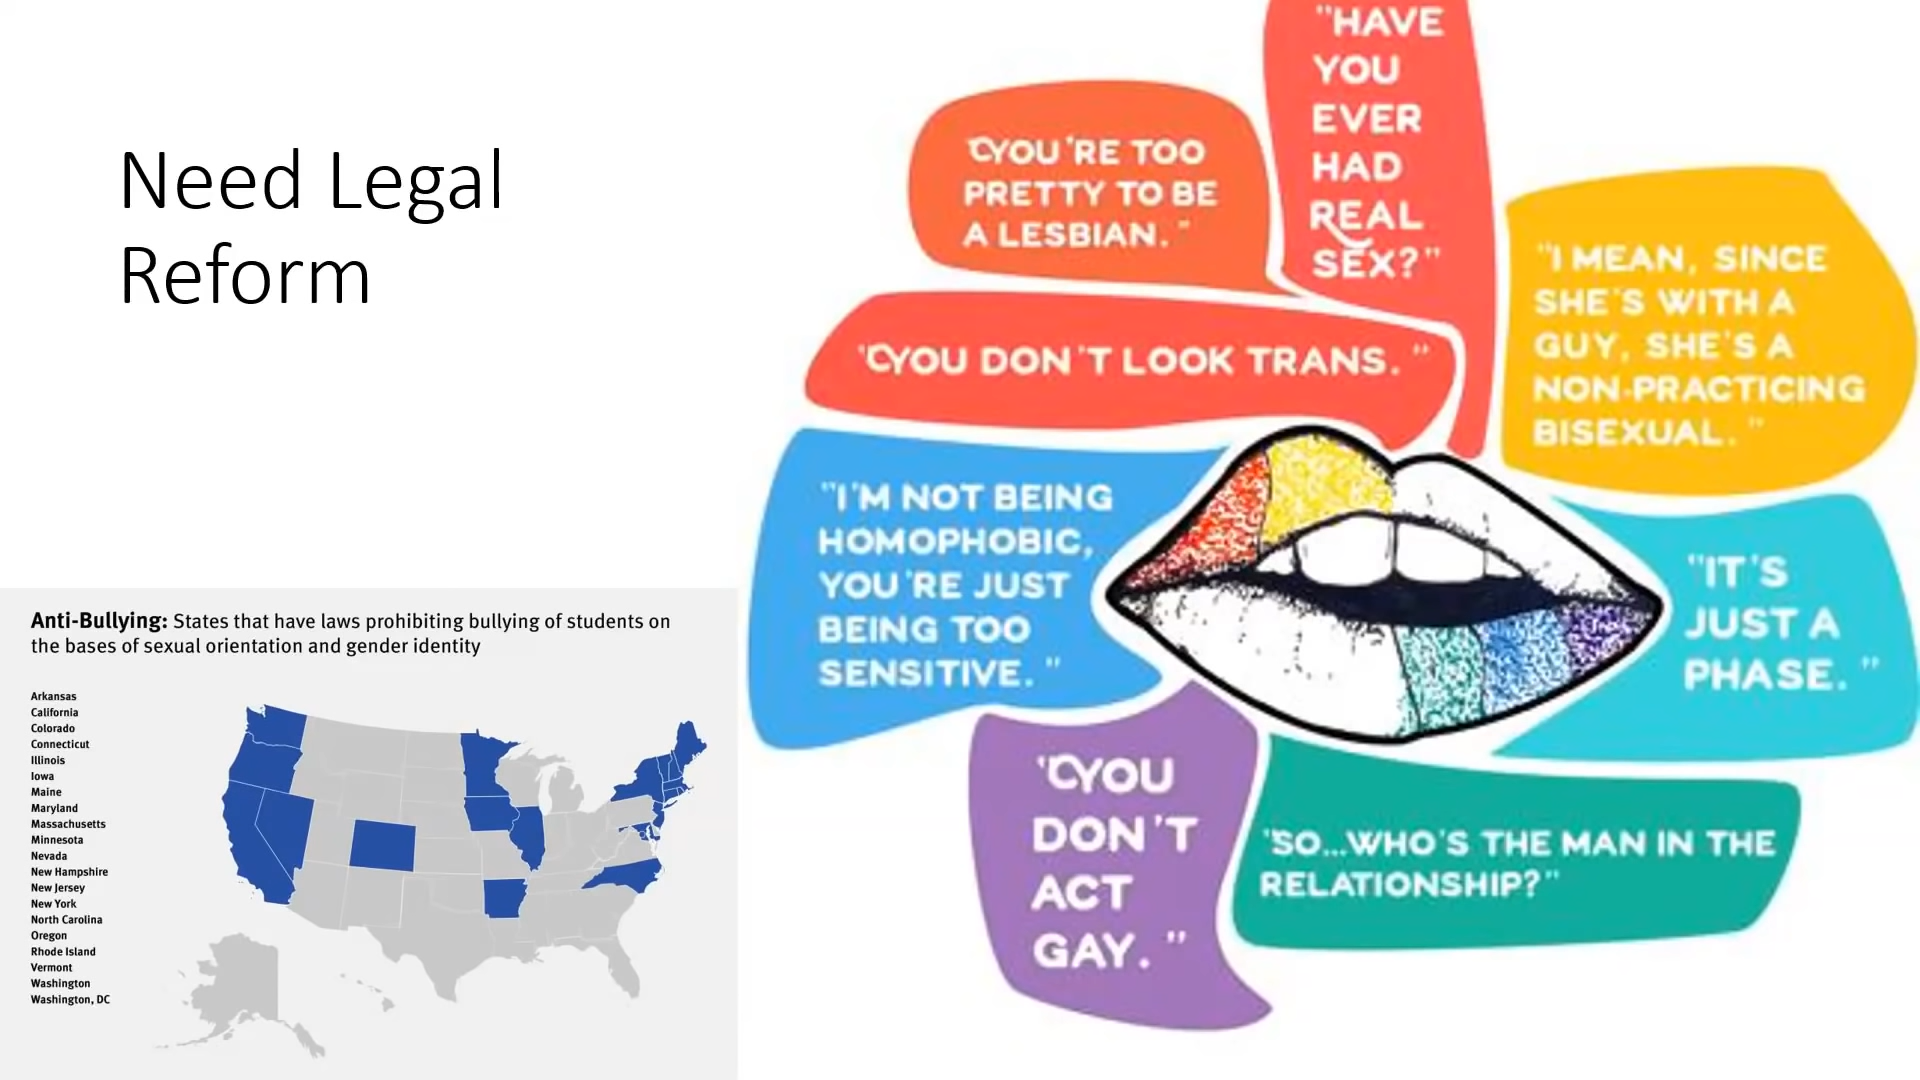 Need Legal
Reform
"HAVE
YOU
EVER
HAD
REAL
SEX?"
"YOU'RE TOO
PRETTY TO BE
A LESBIAN."
"I MEAN, SINCE
SHE'S WITH A
GUY, SHE'S A
NON-PRACTICING
BISEXUAL."
"YOU DON'T LOOK TRANS."
"I'M NOT BEING
HOMOPHOBIC,
YOU'RE JUST
BEING TOO
SENSITIVE."
"IT'S
JUST A
PHASE."
"YOU
DON'T
ACT
GAY."
"SO...WHO'S THE MAN IN THE
RELATIONSHIP?"
Anti-Bullying: States that have laws prohibiting bullying of students on
the bases of sexual orientation and gender identity
Arkansas
California
Colorado
Connecticut
Illinois
Iowa
Maine
Maryland
Massachusetts
Minnesota
Nevada
New Hampshire
New Jersey
New York
North Carolina
Oregon
Rhode Island
Vermont
Washington
Washington, DC